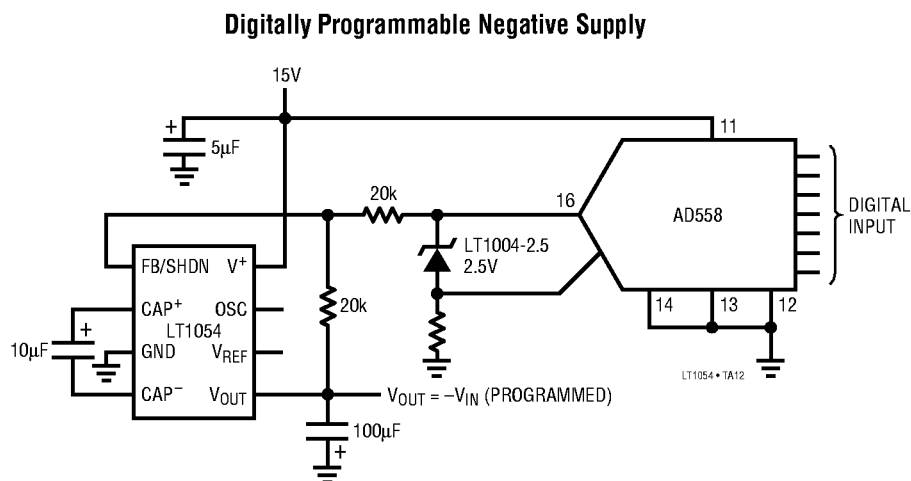 Digitally Programmable Negative Supply
15V
11
5µF
16
20k
AD558
DIGITAL
INPUT
LT1004-2.5
2.5V
FB/SHDN V+
20k
14
13
12
CAP+
OSC
LT1054
10µF
GND
VREF
LT1054 • TA12
CAP−
VOUT
VOUT = –VIN (PROGRAMMED)
100µF